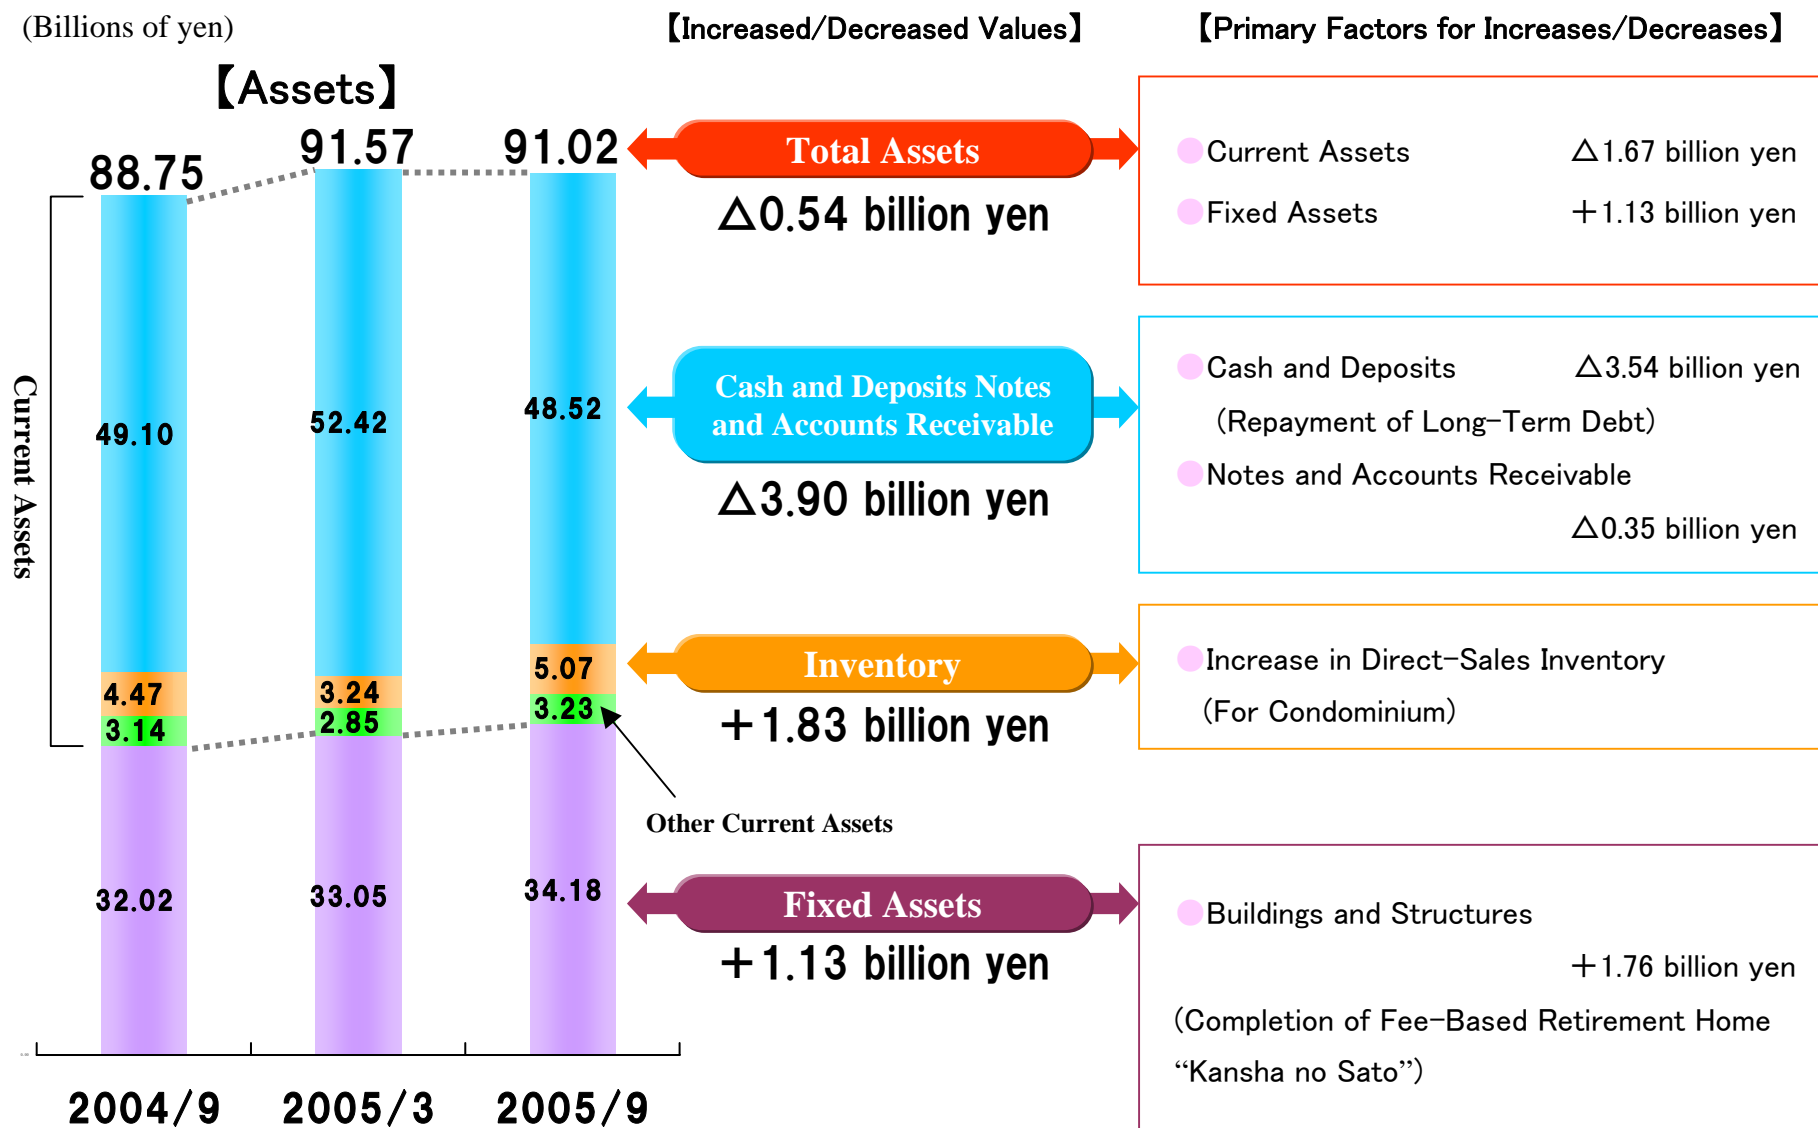 (Billions of yen)
【Increased/Decreased Values】
【Primary Factors for Increases/Decreases】
【Assets】
88.75
91.57
91.02
Current Assets
49.10
52.42
48.52
4.47
3.24
5.07
3.14
2.85
3.23
32.02
33.05
34.18
2004/9
2005/3
2005/9
Other Current Assets
Total Assets
△0.54 billion yen
Current Assets △1.67 billion yen
Fixed Assets +1.13 billion yen
Cash and Deposits Notes
and Accounts Receivable
△3.90 billion yen
Cash and Deposits △3.54 billion yen
(Repayment of Long-Term Debt)
Notes and Accounts Receivable
△0.35 billion yen
Inventory
+1.83 billion yen
Increase in Direct-Sales Inventory
(For Condominium)
Fixed Assets
+1.13 billion yen
Buildings and Structures
+1.76 billion yen
(Completion of Fee-Based Retirement Home
“Kansha no Sato”)